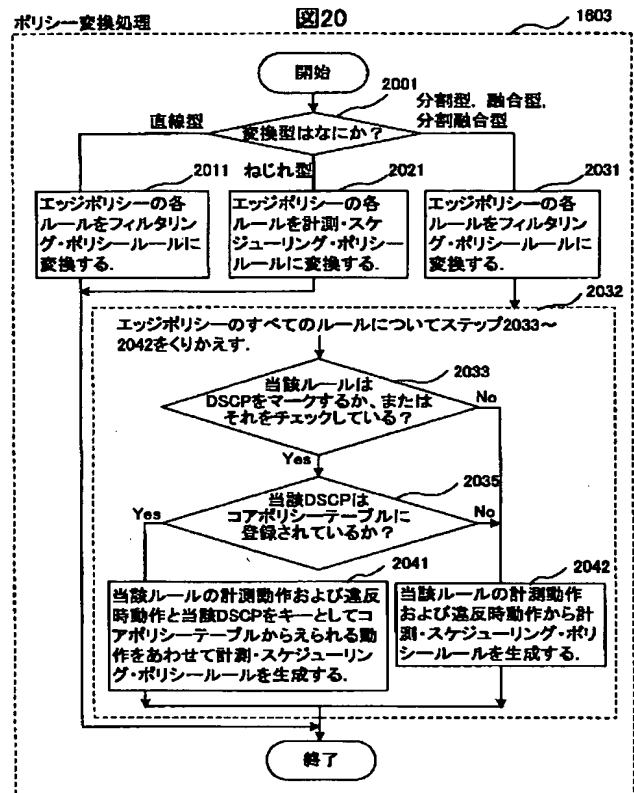 ポリシー変換処理
図20
1603
開始
2001
変換型はなにか？
直線型
ねじれ型
分割型, 融合型,
分割融合型
2011
エッジポリシーの各
ルールをフィルタリン
グ・ポリシールールに
変換する.
2021
エッジポリシーの各
ルールを計測・スケ
ジューリング・ポリシー
ルールに変換する.
2031
エッジポリシーの各
ルールをフィルタリン
グ・ポリシールールに
変換する.
2032
エッジポリシーのすべてのルールについてステップ2033～
2042をくりかえす.
2033
当該ルールは
DSCPをマークするか、または
それをチェックしている？
No
Yes
2035
当該DSCPは
コアポリシーテーブルに
登録されているか？
Yes
No
2041
当該ルールの計測動作および違反
時動作と当該DSCPをキーとしてコ
アポリシーテーブルからえられる動
作をあわせて計測・スケジューリン
グ・ポリシールールを生成する.
2042
当該ルールの計測動作
および違反時動作から計
測・スケジューリング・ポリ
シールールを生成する.
終了